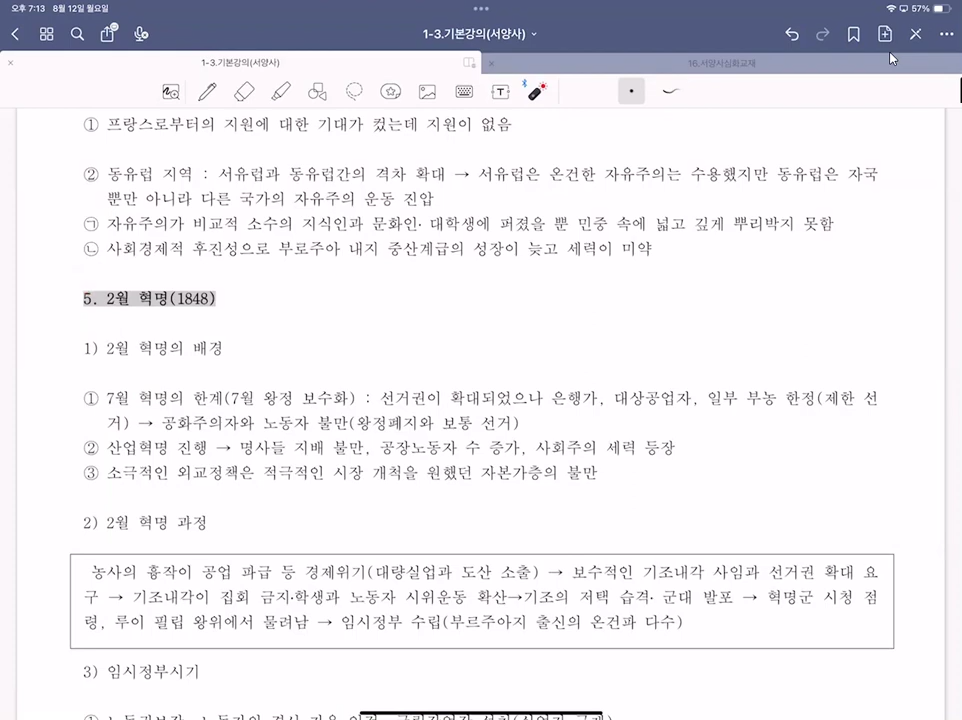 오후 7:13 8월 12일 월요일
57%
1-3.기본강의(서양사)
1-3.기본강의(서양사)
16.서양사심화교재
① 프랑스로부터의 지원에 대한 기대가 컸는데 지원이 없음
② 동유럽 지역 : 서유럽과 동유럽간의 격차 확대 → 서유럽은 온건한 자유주의는 수용했지만 동유럽은 자국
뿐만 아니라 다른 국가의 자유주의 운동 진압
㉠ 자유주의가 비교적 소수의 지식인과 문화인· 대학생에 퍼졌을 뿐 민중 속에 넓고 깊게 뿌리박지 못함
㉡ 사회경제적 후진성으로 부로주아 내지 중산계급의 성장이 늦고 세력이 미약
5. 2월 혁명(1848)
1) 2월 혁명의 배경
① 7월 혁명의 한계(7월 왕정 보수화) : 선거권이 확대되었으나 은행가, 대상공업자, 일부 부농 한정(제한 선
거) → 공화주의자와 노동자 불만(왕정폐지와 보통 선거)
② 산업혁명 진행 → 명사들 지배 불만, 공장노동자 수 증가, 사회주의 세력 등장
③ 소극적인 외교정책은 적극적인 시장 개척을 원했던 자본가층의 불만
2) 2월 혁명 과정
농사의 흉작이 공업 파급 등 경제위기(대량실업과 도산 소출) → 보수적인 기조내각 사임과 선거권 확대 요
구 → 기조내각이 집회 금지·학생과 노동자 시위운동 확산→기조의 저택 습격· 군대 발포 → 혁명군 시청 점
령, 루이 필립 왕위에서 물러남 → 임시정부 수립(부르주아지 출신의 온건파 다수)
3) 임시정부시기